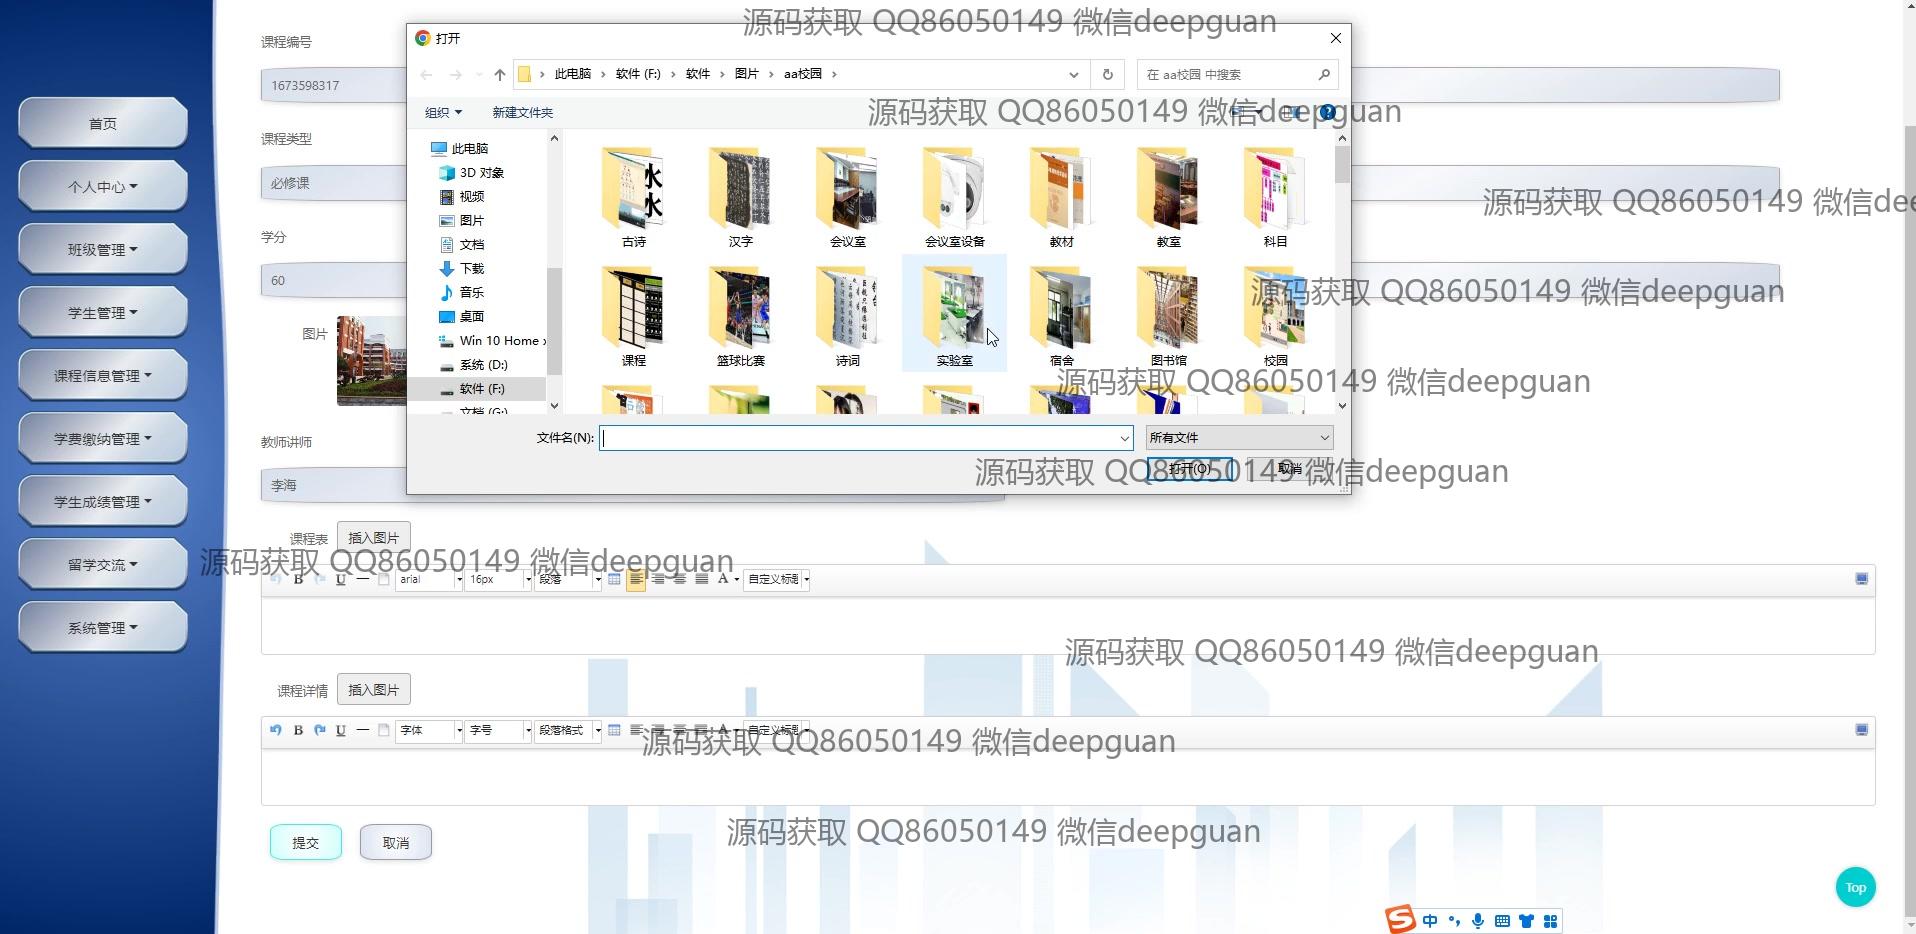 源码获取 QQ86050149 微信deepguan
课程编号
打开
此电脑 › 软件 (F:) › 软件 › 图片 › aa校园 ›
在 aa校园 中搜索
1673598317
组织
新建文件夹
源码获取 QQ86050149 微信deepguan
首页
课程类型
此电脑
3D 对象
必修课
个人中心
视频
源码获取 QQ86050149 微信dee
图片
学分
古诗
汉字
会议室
会议室设备
教材
教室
科目
文档
班级管理
下载
60
音乐
源码获取 QQ86050149 微信deepguan
学生管理
桌面
图片
Win 10 Home x
系统 (D:)
课程
篮球比赛
诗词
实验室
宿舍
图书馆
校园
课程信息管理
软件 (F:)
源码获取 QQ86050149 微信deepguan
文档 (G:)
学费缴纳管理
教师讲师
文件名(N):
所有文件
打开(O)
取消
源码获取 QQ86050149 微信deepguan
李海
学生成绩管理
课程表
插入图片
留学交流
源码获取 QQ86050149 微信deepguan
B
U
arial
16px
段落
A
自定义标题
系统管理
源码获取 QQ86050149 微信deepguan
课程详情
插入图片
B
U
字体
字号
段落格式
A
自定义标题
源码获取 QQ86050149 微信deepguan
源码获取 QQ86050149 微信deepguan
提交
取消
Top
中